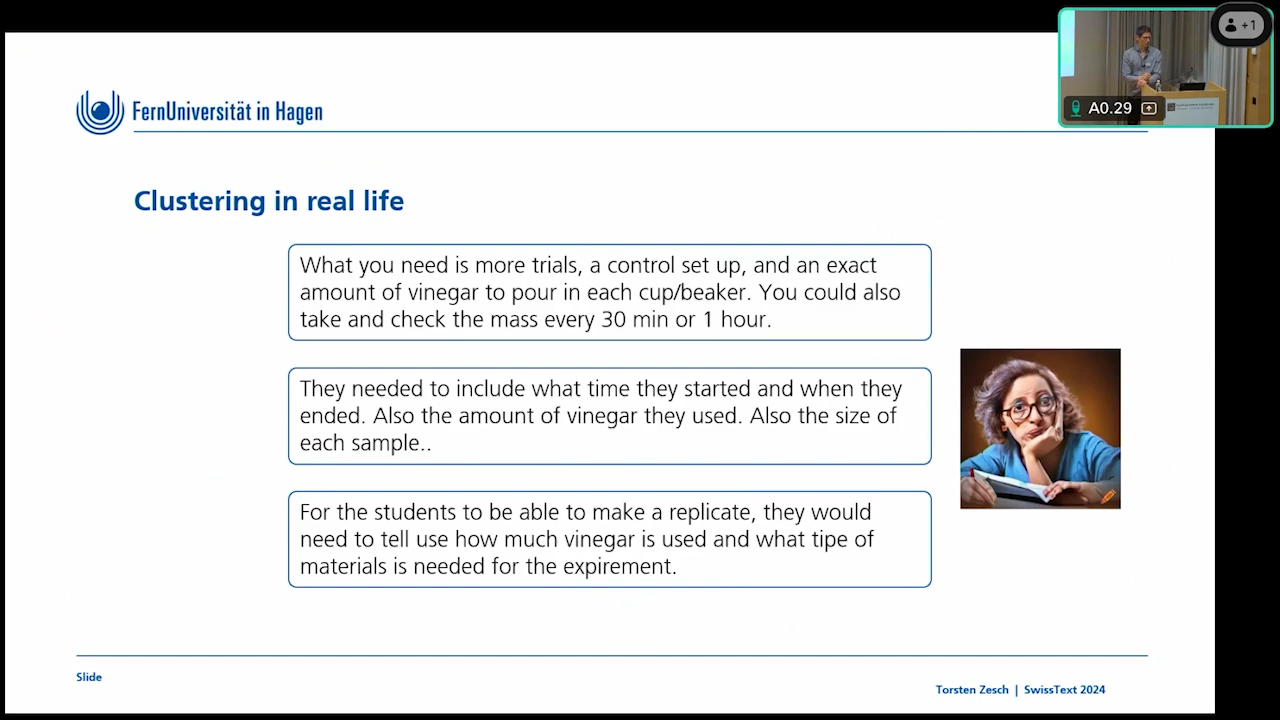 +1
A0.29
FernUniversität in Hagen
Clustering in real life
What you need is more trials, a control set up, and an exact
amount of vinegar to pour in each cup/beaker. You could also
take and check the mass every 30 min or 1 hour.
They needed to include what time they started and when they
ended. Also the amount of vinegar they used. Also the size of
each sample..
For the students to be able to make a replicate, they would
need to tell use how much vinegar is used and what tipe of
materials is needed for the expirement.
Slide
Torsten Zesch | SwissText 2024